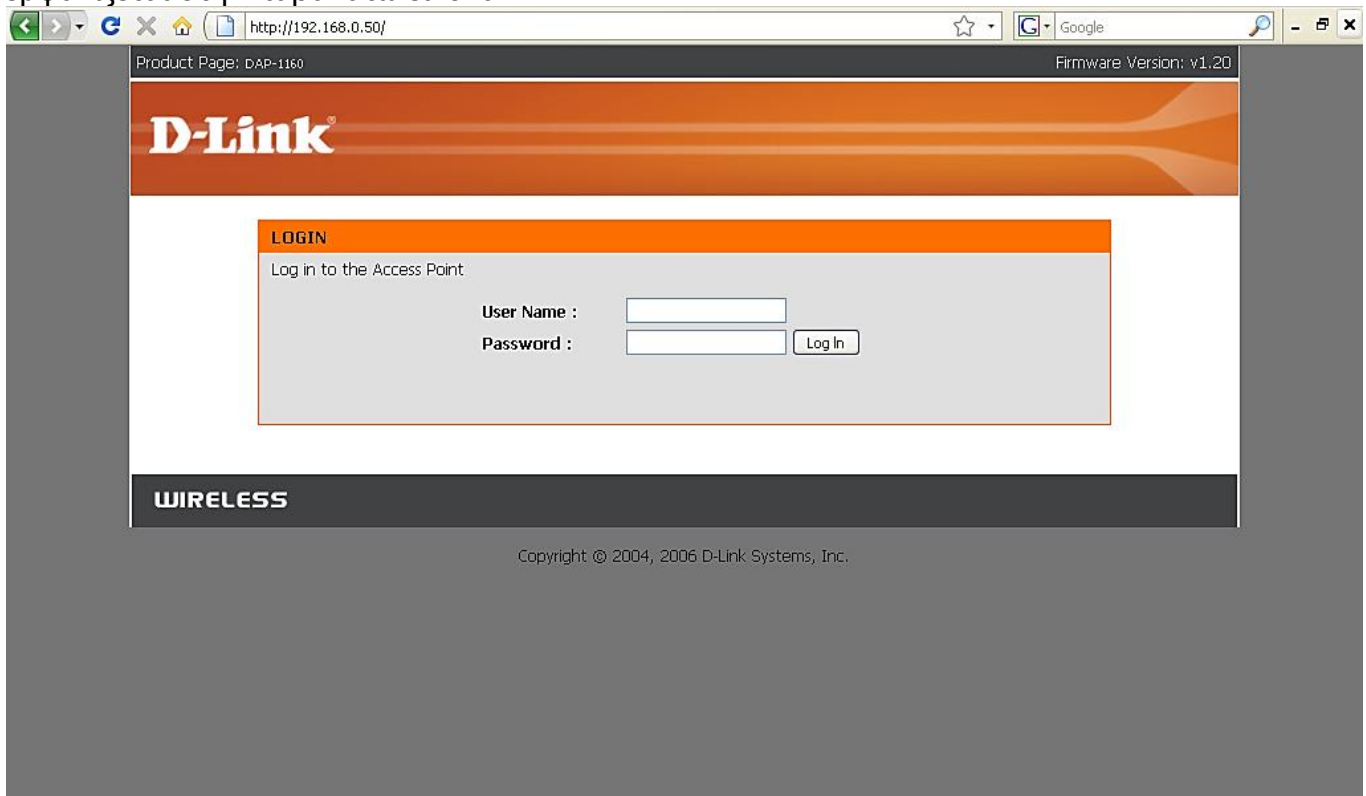 http://192.168.0.50/
Google
Product Page: DAP-1160 Firmware Version: v1.20
D-Link®
LOGIN
Log in to the Access Point
User Name :
Password :
Log In
WIRELESS
Copyright © 2004, 2006 D-Link Systems, Inc.